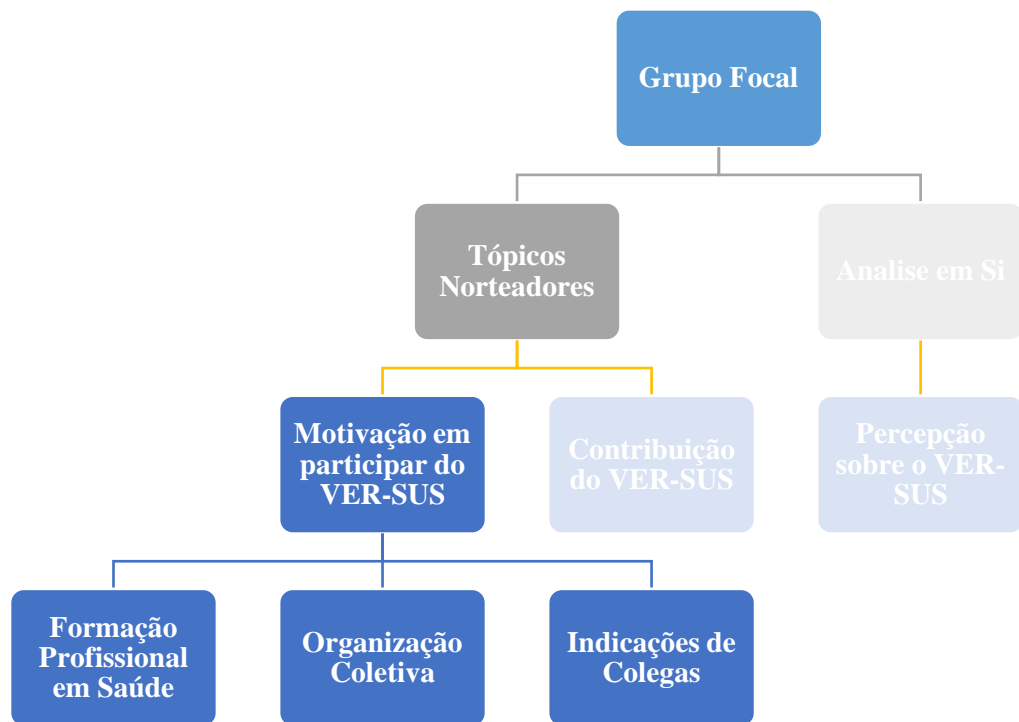 Grupo Focal
Tópicos
Norteadores
Analise em Si
Motivação em
participar do
VER-SUS
Contribuição
do VER-SUS
Percepção
sobre o VER-
SUS
Formação
Profissional
em Saúde
Organização
Coletiva
Indicações de
Colegas